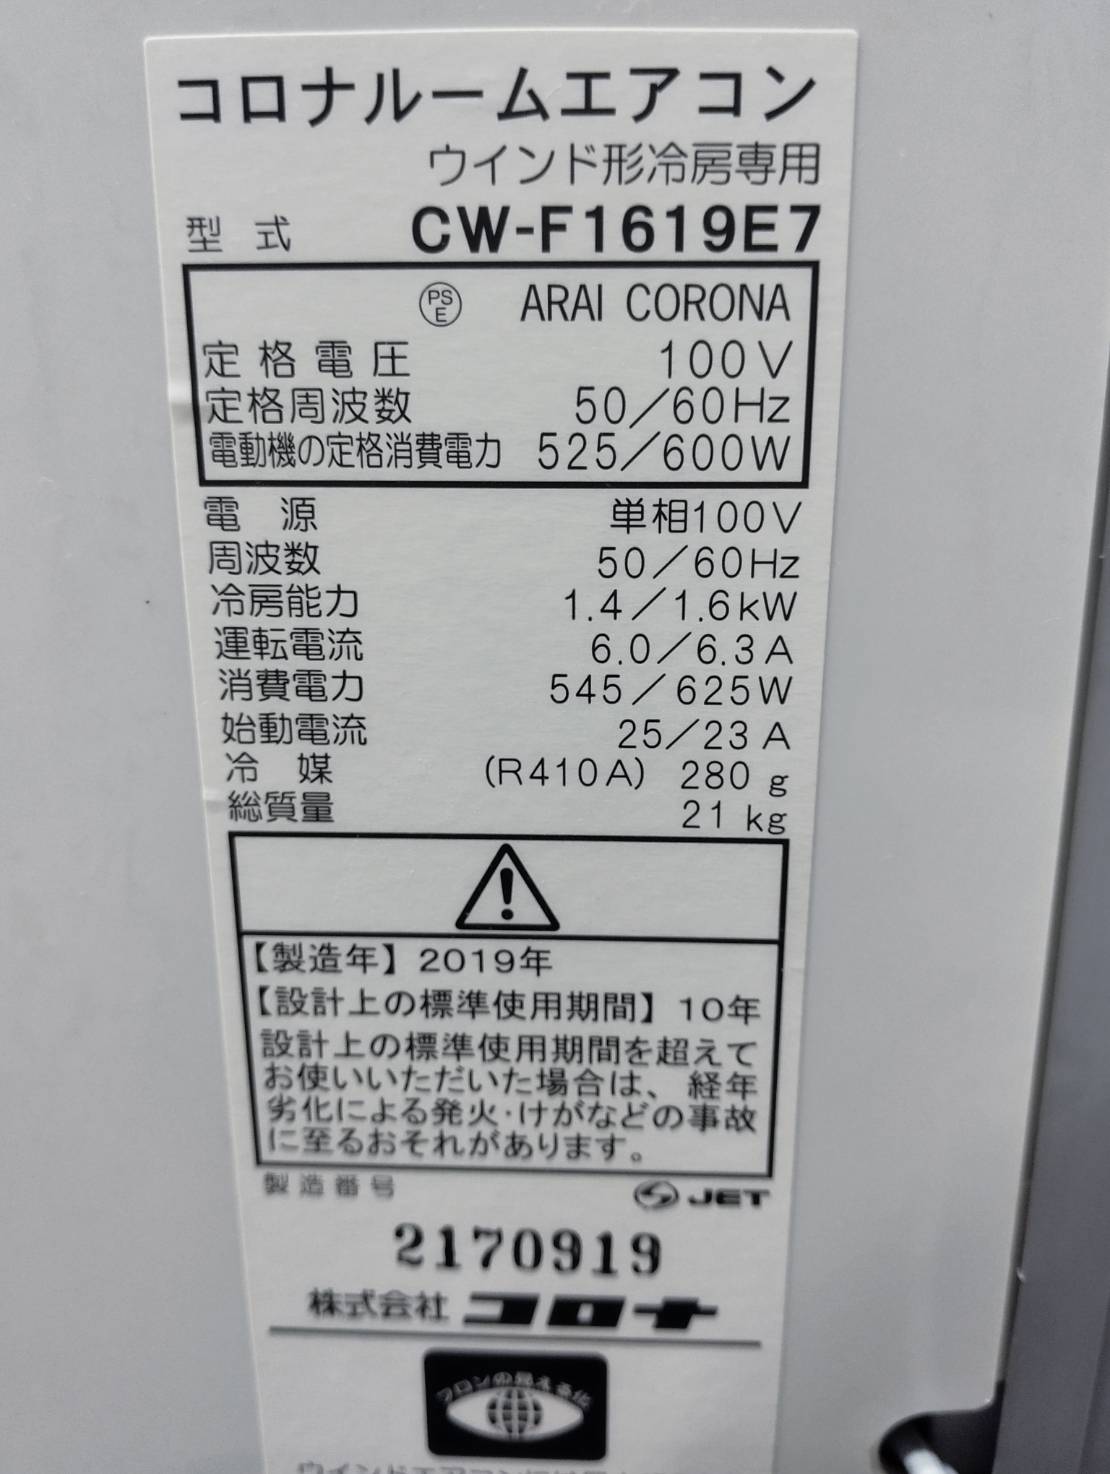 コロナルームエアコン
ウインド形冷房専用
型式 CW-F1619E7
PS E ARAI CORONA
定格電圧 100V
定格周波数 50/60Hz
電動機の定格消費電力 525/600W
電源 単相100V
周波数 50/60Hz
冷房能力 1.4/1.6kW
運転電流 6.0/6.3A
消費電力 545/625W
始動電流 25/23A
冷媒 (R410A) 280g
総質量 21kg
【製造年】2019年
【設計上の標準使用期間】10年
設計上の標準使用期間を超えて
お使いいただいた場合は、経年
劣化による発火・けがなどの事故
に至るおそれがあります。
製造番号 JET
2170919
株式会社 コロナ
フロンの見える化